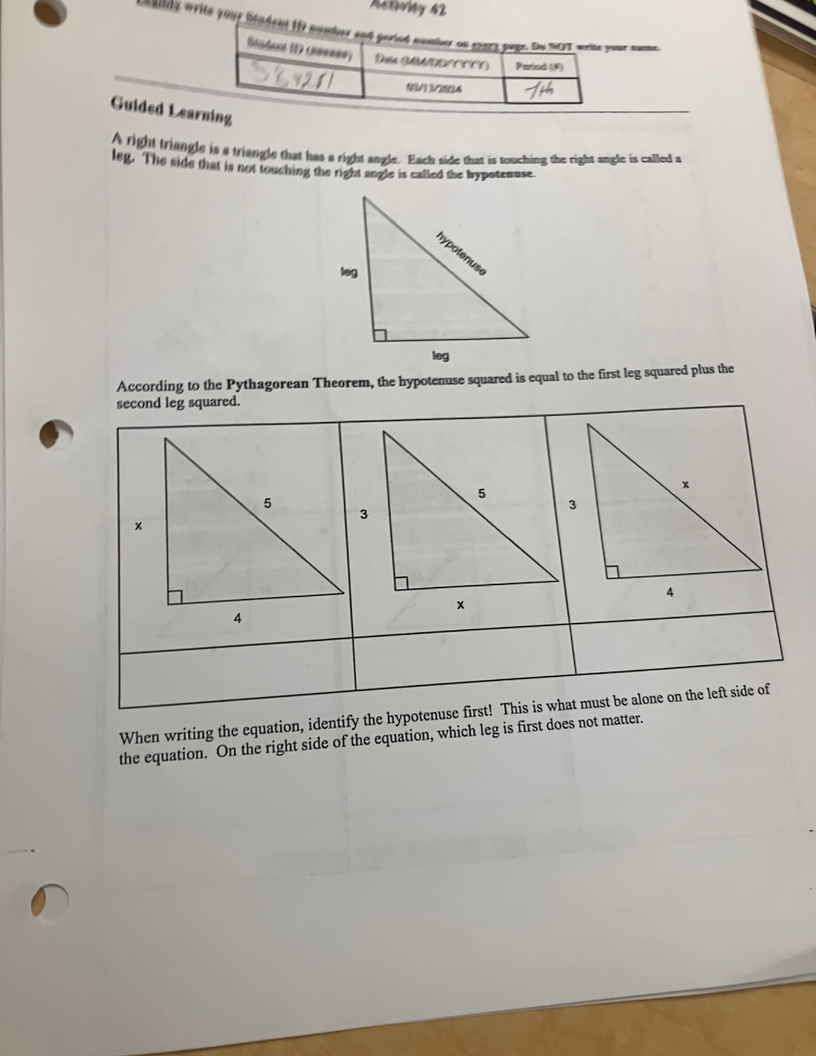 Activity 42
write your Student ID number and period number on every page. Do NOT write your name.
Student ID (######) Date (MM/DD/YYYY) Period (#)
7th
Guided Learning
A right triangle is a triangle that has a right angle. Each side that is touching the right angle is called a
leg. The side that is not touching the right angle is called the hypotenuse.
hypotenuse
leg
leg
According to the Pythagorean Theorem, the hypotenuse squared is equal to the first leg squared plus the
second leg squared.
x 5 4
3 5 x
3 x 4
When writing the equation, identify the hypotenuse first! This is what must be alone on the left side of
the equation. On the right side of the equation, which leg is first does not matter.